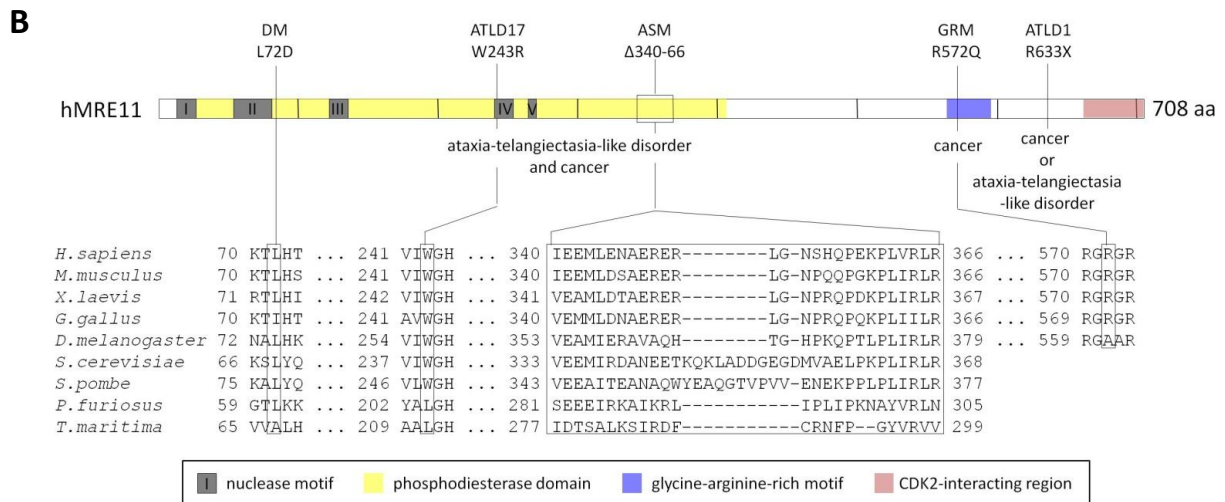 B
DM ATLD17 ASM GRM ATLD1
L72D W243R Δ340-66 R572Q R633X
hMRE11 I II III IV V 708 aa
ataxia-telangiectasia-like disorder cancer cancer
and cancer or
ataxia-telangiectasia
-like disorder
H.sapiens 70 KTLHT ... 241 VIWGH ... 340 IEEMLENAERER--------LG-NSHQPEKPLVRLR 366 ... 570 RGRGR
M.musculus 70 KTLHS ... 241 VIWGH ... 340 IEEMLDSAERER--------LG-NPQQPGKPLIRLR 366 ... 570 RGRGR
X.laevis 71 RTLHI ... 242 VIWGH ... 341 VEAMLDTAERER--------LG-NPRQPDKPLIRLR 367 ... 570 RGRGR
G.gallus 70 KTIHT ... 241 AVWGH ... 340 VEMMLDNAERER--------LG-NPRQPQKPLIILR 366 ... 569 RGRGR
D.melanogaster 72 NALHK ... 254 VIWGH ... 353 VEAMIERAVAQH--------TG-HPKQPTLPLIRLR 379 ... 559 RGAAR
S.cerevisiae 66 KSLYQ ... 237 VIWGH ... 333 VEEMIRDANEETKQKLADDGEGDMVAELPKPLIRLR 368
S.pombe 75 KALYQ ... 246 VLWGH ... 343 VEEAITEANAQWYEAQGTVPVV-ENEKPPLPLIRLR 377
P.furiosus 59 GTLKK ... 202 YALGH ... 281 SEEEIRKAIKRL-----------IPLIPKNAYVRLN 305
T.maritima 65 VVALH ... 209 AALGH ... 277 IDTSALKSIRDF-----------CRNFP--GYVRVV 299
I nuclease motif phosphodiesterase domain glycine-arginine-rich motif CDK2-interacting region